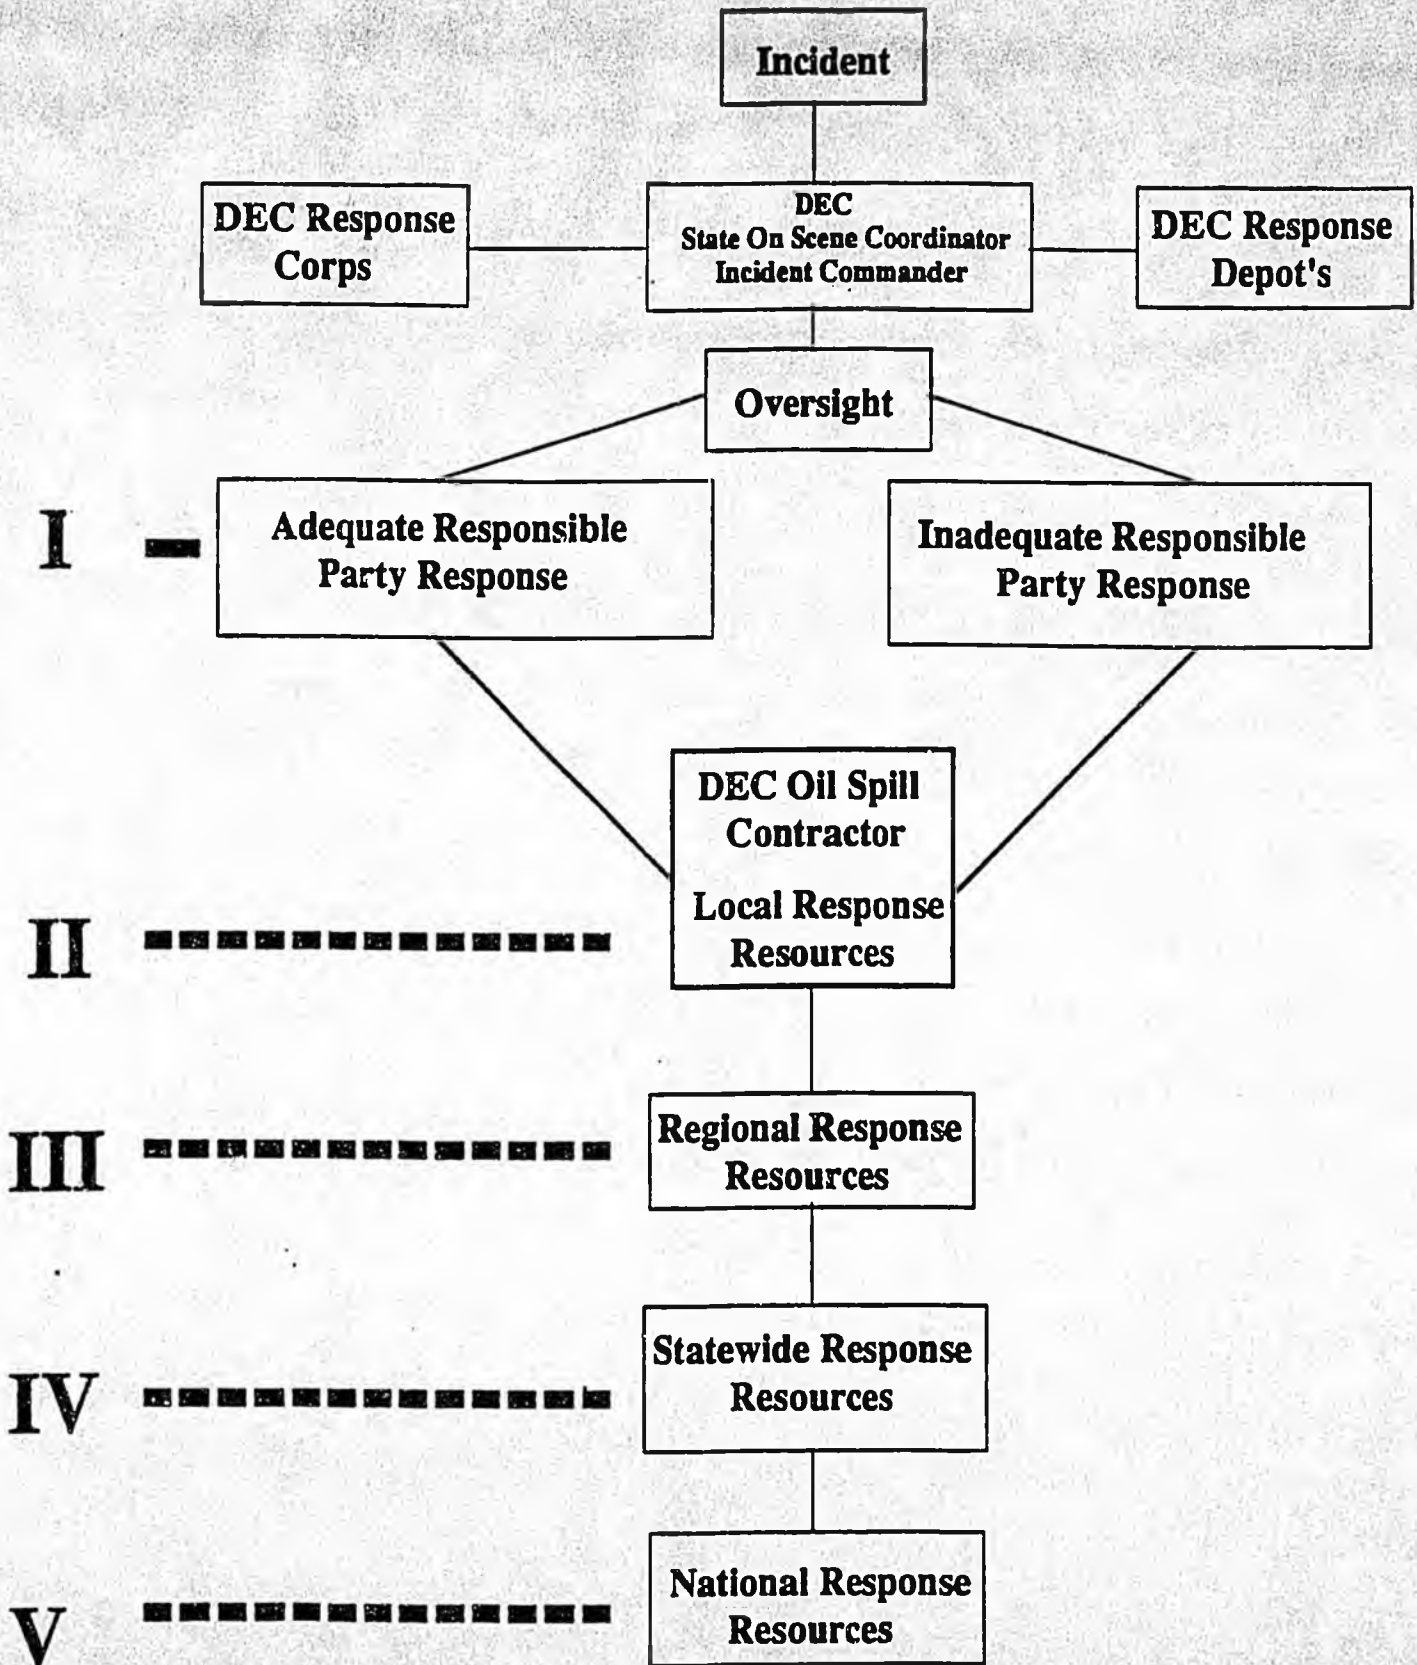 Incident
DEC Response
Corps
DEC
State On Scene Coordinator
Incident Commander
DEC Response
Depot's
Oversight
I
Adequate Responsible
Party Response
Inadequate Responsible
Party Response
DEC Oil Spill
Contractor
Local Response
Resources
II
III
Regional Response
Resources
IV
Statewide Response
Resources
V
National Response
Resources